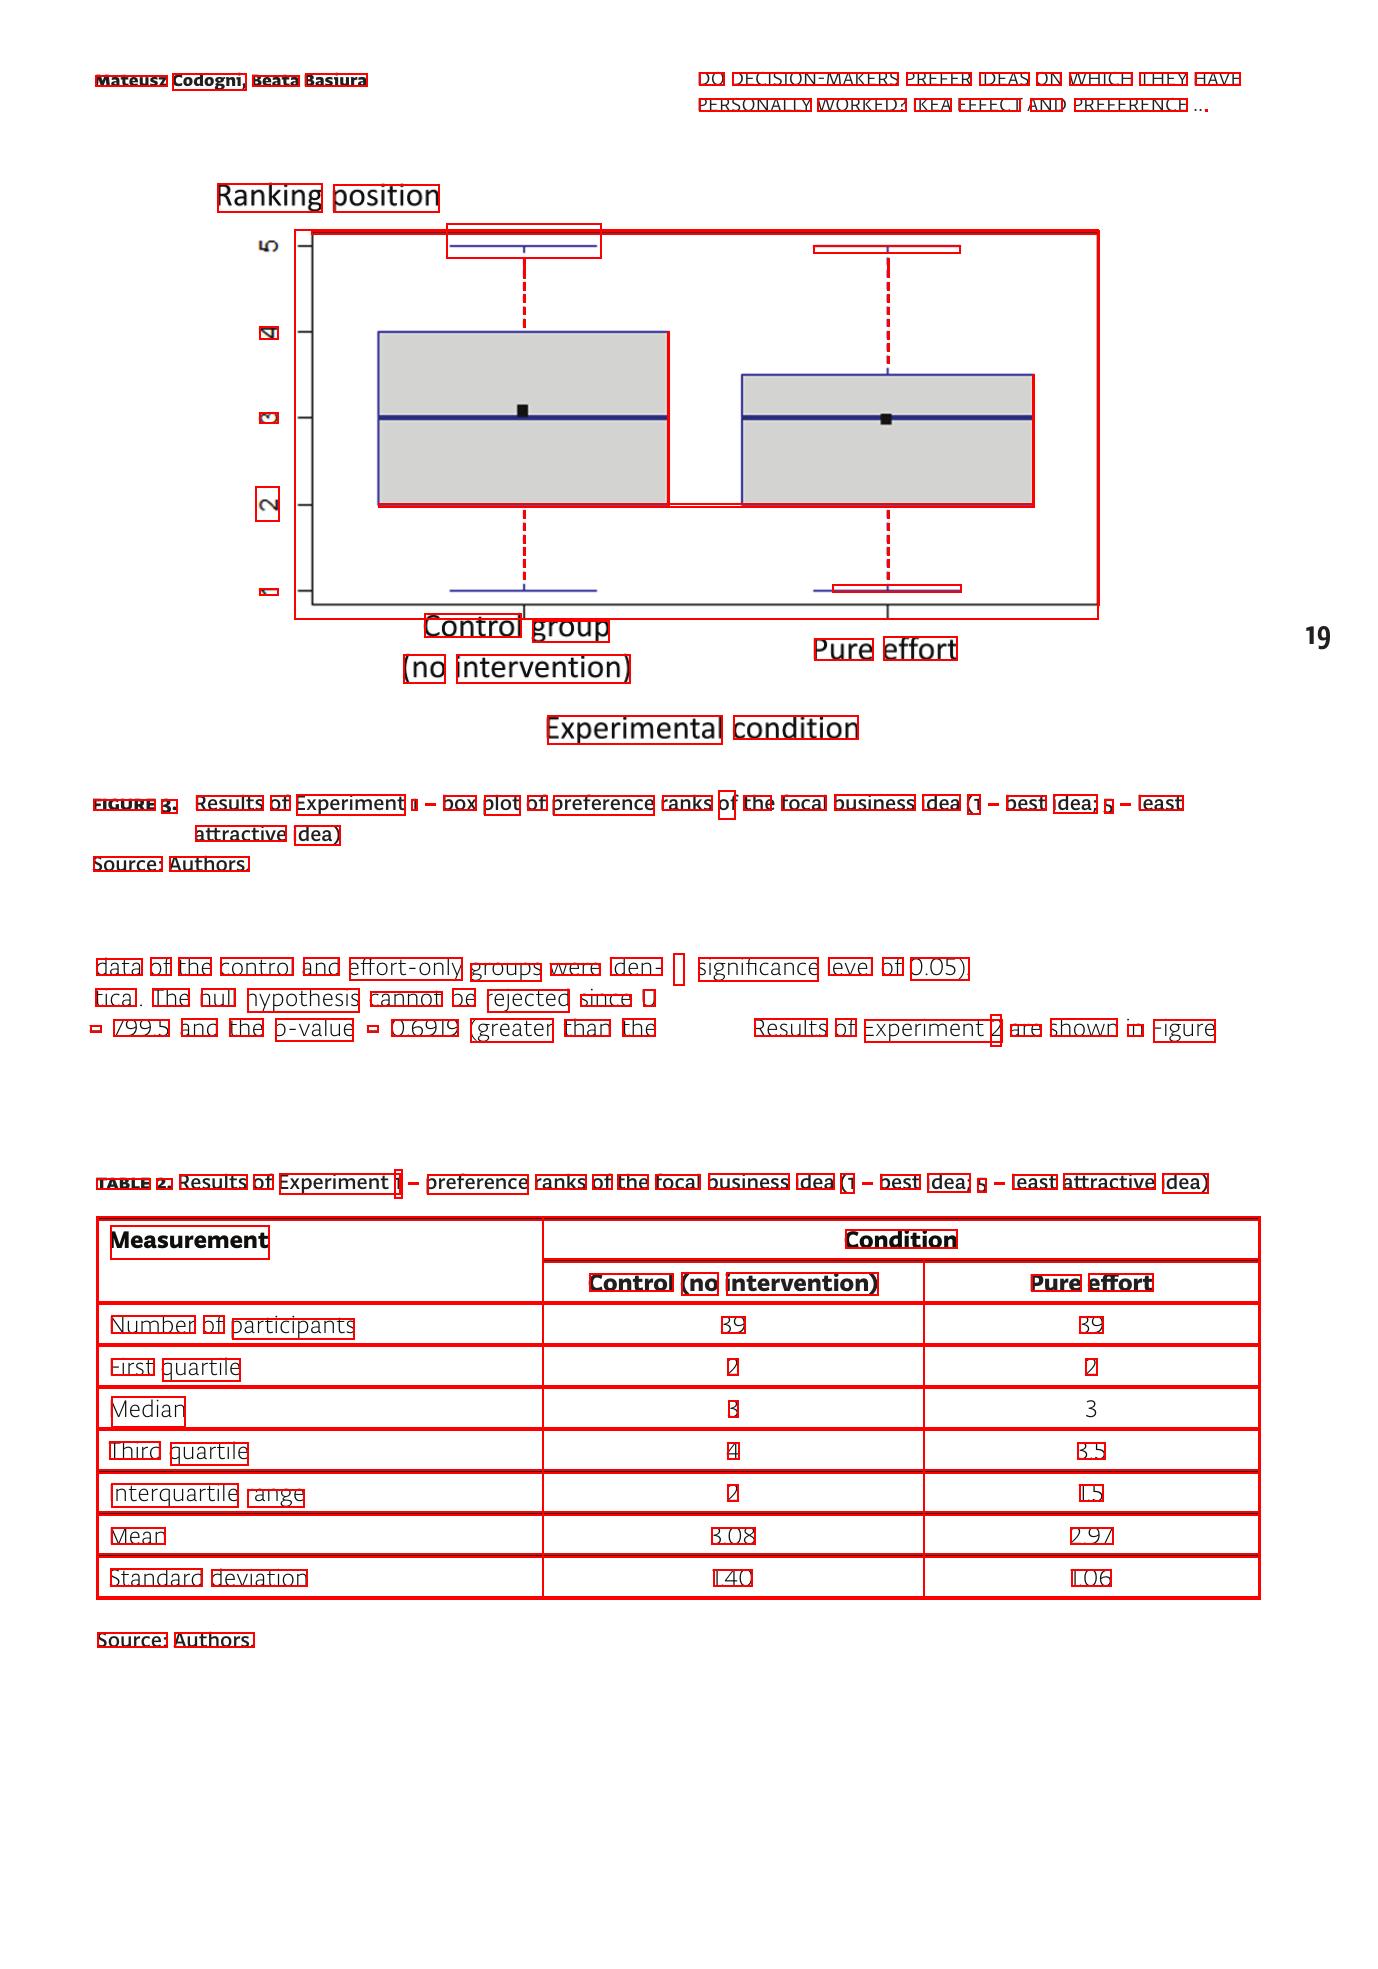 Mateusz Codogni, Beata Basiura
DO DECISION-MAKERS PREFER IDEAS ON WHICH THEY HAVE
PERSONALLY WORKED? IKEA EFFECT AND PREFERENCE ...
Ranking position
5
4
3
2
1
Control group
(no intervention)
Pure effort
Experimental condition
19
FIGURE 3. Results of Experiment 1 – box plot of preference ranks of the focal business idea (1 – best idea; 5 – least
attractive idea)
Source: Authors.
data of the control and effort-only groups were iden-
tical. The null hypothesis cannot be rejected since U
= 799.5 and the p-value = 0.6919 (greater than the
significance level of 0.05).
Results of Experiment 2 are shown in Figure
TABLE 2. Results of Experiment 1 – preference ranks of the focal business idea (1 – best idea; 5 – least attractive idea)
Measurement Condition
Control (no intervention) Pure effort
Number of participants 39 39
First quartile 2 2
Median 3 3
Third quartile 4 3.5
Interquartile range 2 1.5
Mean 3.08 2.97
Standard deviation 1.40 1.06
Source: Authors.